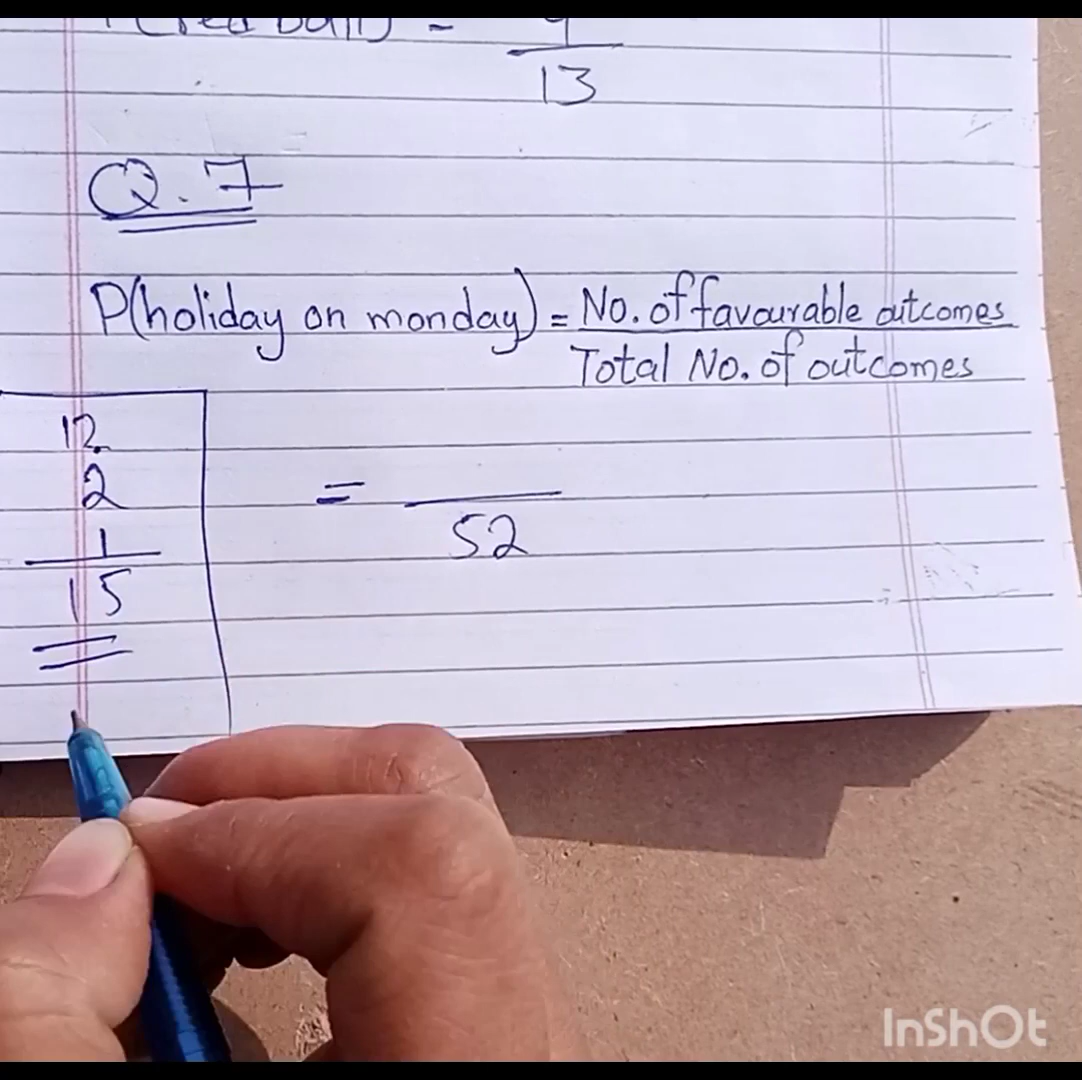 13
Q.7
P(holiday on monday) = No. of favourable outcomes
Total No. of outcomes
12
2
1
15
=
52
InShOt